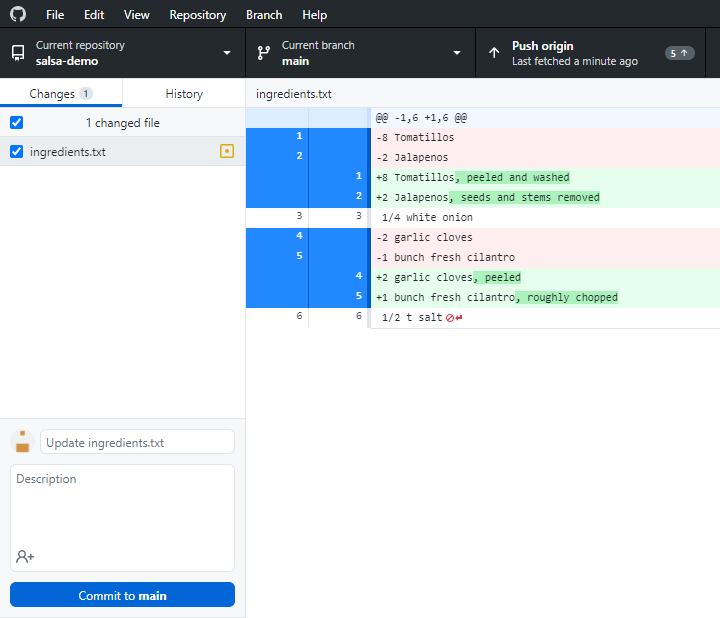 File Edit View Repository Branch Help
Current repository
salsa-demo
Current branch
main
Push origin
Last fetched a minute ago
5
Changes 1
History
1 changed file
ingredients.txt
Update ingredients.txt
Description
Commit to main
ingredients.txt
@@ -1,6 +1,6 @@
1 -8 Tomatillos
2 -2 Jalapenos
1 +8 Tomatillos, peeled and washed
2 +2 Jalapenos, seeds and stems removed
3 3 1/4 white onion
4 -2 garlic cloves
5 -1 bunch fresh cilantro
4 +2 garlic cloves, peeled
5 +1 bunch fresh cilantro, roughly chopped
6 6 1/2 t salt